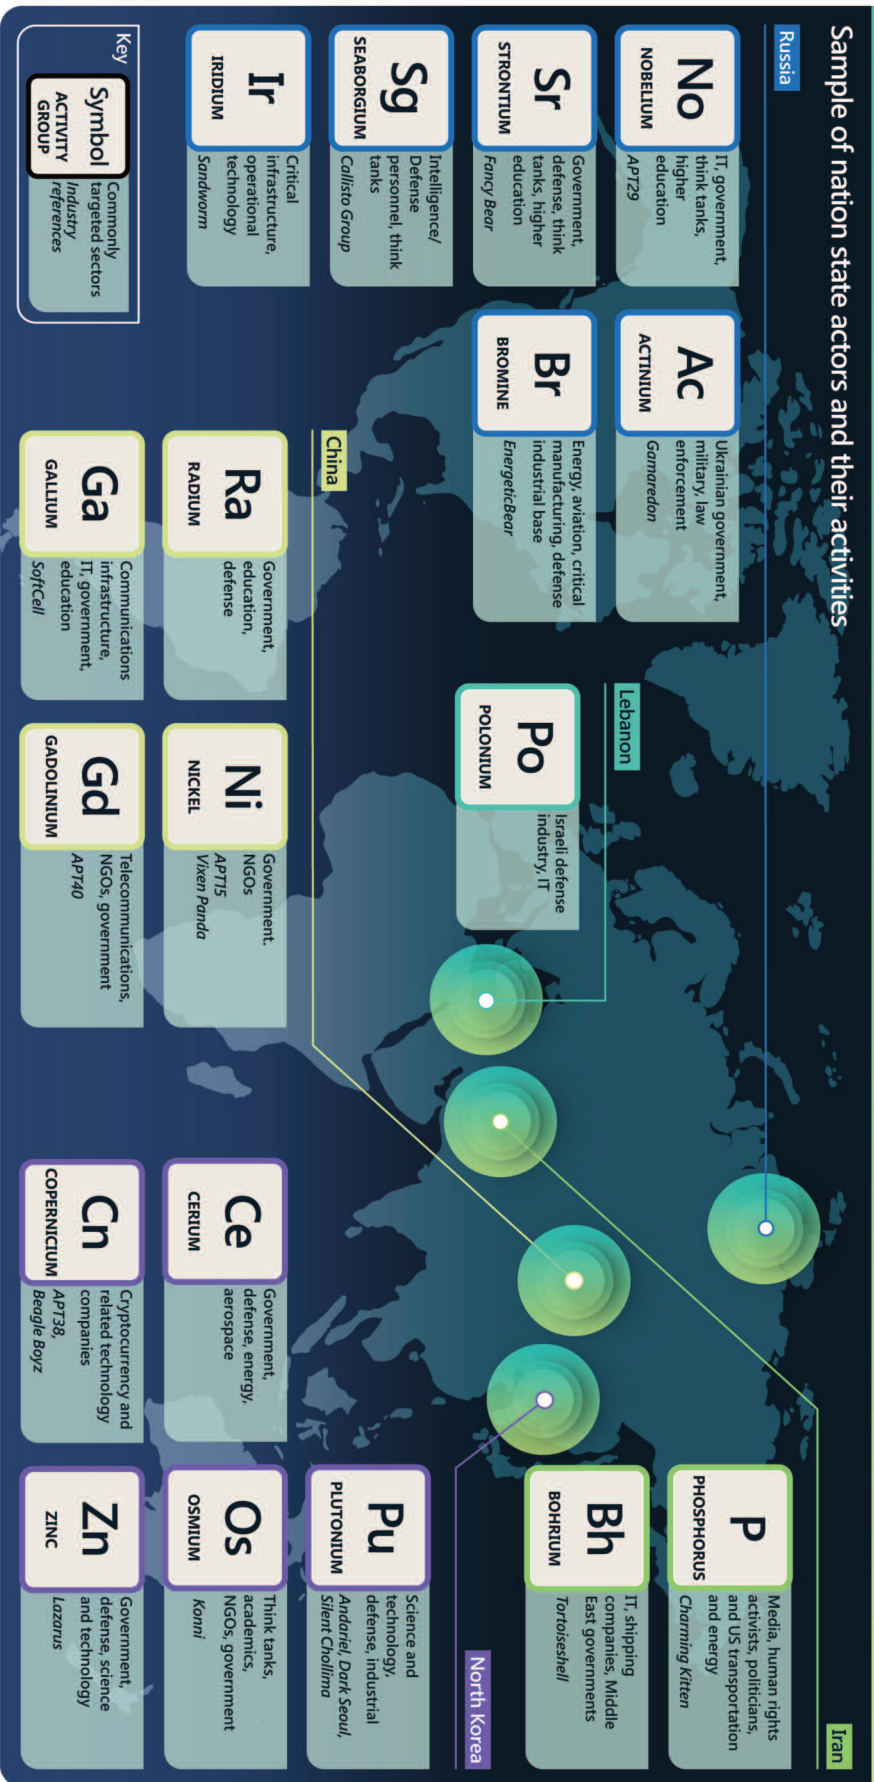 Sample of nation state actors and their activities
Russia
No
NOBELIUM
IT, government,
think tanks,
higher
education
APT29
Ac
ACTINIUM
Ukrainian government,
military, law
enforcement
Gamaredon
Sr
STRONTIUM
Government,
defense, think
tanks, higher
education
Fancy Bear
Br
BROMINE
Energy, aviation, critical
manufacturing, defense
industrial base
EnergeticBear
Sg
SEABORGIUM
Intelligence/
Defense
personnel, think
tanks
Callisto Group
Ir
IRIDIUM
Critical
infrastructure,
operational
technology
Sandworm
Lebanon
Po
POLONIUM
Israeli defense
industry, IT
Iran
P
PHOSPHORUS
Media, human rights
activists, politicians,
and US transportation
and energy
Charming Kitten
Bh
BOHRIUM
IT, shipping
companies, Middle
East governments
Tortoiseshell
China
Ra
RADIUM
Government,
education,
defense
Ni
NICKEL
Government.
NGOs
APT15
Vixen Panda
Ga
GALLIUM
Communications
infrastructure,
IT, government,
education
SoftCell
Gd
GADOLINIUM
Telecommunications,
NGOs, government
APT40
North Korea
Pu
PLUTONIUM
Science and
technology,
defense, industrial
Andariel, Dark Seoul,
Silent Chollima
Ce
CERIUM
Government,
defense, energy,
aerospace
Os
OSMIUM
Think tanks,
academics,
NGOs, government
Konni
Cn
COPERNICIUM
Cryptocurrency and
related technology
companies
APT38,
Beagle Boyz
Zn
ZINC
Government,
defense, science
and technology
Lazarus
Key
Symbol
ACTIVITY
GROUP
Commonly
targeted sectors
Industry
references